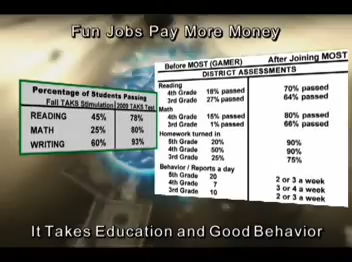 Fun Jobs Pay More Money
Percentage of Students Passing
Fall TAKS Stimulation 2009 TAKS Test
READING 45% 78%
MATH 25% 80%
WRITING 60% 93%
Before MOST (GAMER) After Joining MOST
DISTRICT ASSESSMENTS
Reading
4th Grade 18% passed 70% passed
3rd Grade 27% passed 64% passed
Math
4th Grade 15% passed 80% passed
3rd Grade 1% passed 66% passed
Homework turned in
5th Grade 20% 90%
4th Grade 50% 90%
3rd Grade 25% 75%
Behavior / Reports a day
5th Grade 20 2 or 3 a week
4th Grade 7 3 or 4 a week
3rd Grade 10 2 or 3 a week
It Takes Education and Good Behavior